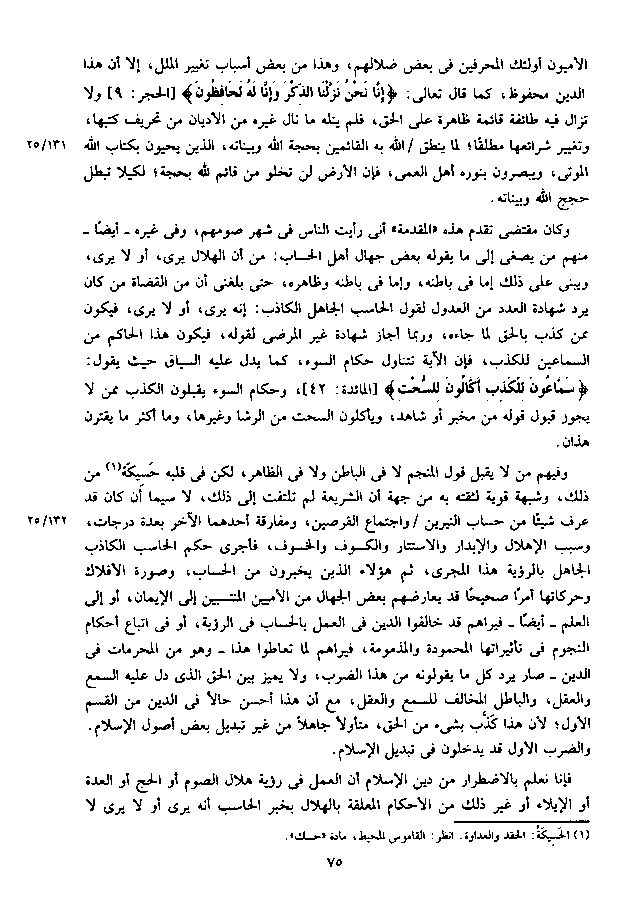 الأميون أولئك المحرفين فى بعض ضلالهم، وهذا من بعض أسباب تغيير الملل، إلا أن هذا
الدين محفوظ، كما قال تعالى: ﴿إِنَّا نَحْنُ نَزَّلْنَا الذِّكْرَ وَإِنَّا لَهُ لَحَافِظُونَ﴾ [الحجر: ٩] ولا
تزال فيه طائفة قائمة ظاهرة على الحق، فلم ينله ما نال غيره من الأديان من تحريف كتبها،
٢٥/١٣١ وتغيير شرائعها مطلقًا؛ لما ينطق / الله به القائمين بحجة الله وبيناته، الذين يحيون بكتاب الله
الموتى، ويبصرون بنوره أهل العمى، فإن الأرض لن تخلو من قائم لله بحجة؛ لكيلا تبطل
حجج الله وبيناته.
وكان مقتضى تقدم هذه «المقدمة» أنى رأيت الناس فى شهر صومهم، وفى غيره ـ أيضًا ـ
منهم من يصغى إلى ما يقوله بعض جهال أهل الحساب: من أن الهلال يرى، أو لا يرى،
ويبنى على ذلك إما فى باطنه، وإما فى باطنه وظاهره، حتى بلغنى أن من القضاة من كان
يرد شهادة العدد من العدول لقول الحاسب الجاهل الكاذب: إنه يرى، أو لا يرى، فيكون
ممن كذب بالحق لما جاءه، وربما أجاز شهادة غير المرضى لقوله، فيكون هذا الحاكم من
السماعين للكذب، فإن الآية تتناول حكام السوء، كما يدل عليه السياق حيث يقول:
﴿سَمَّاعُونَ لِلْكَذِبِ أَكَّالُونَ لِلسُّحْتِ﴾ [المائدة: ٤٢]، وحكام السوء يقبلون الكذب ممن لا
يجوز قبول قوله من مخبر أو شاهد، ويأكلون السحت من الرشا وغيرها، وما أكثر ما يقترن
هذان.
وفيهم من لا يقبل قول المنجم لا فى الباطن ولا فى الظاهر، لكن فى قلبه حَسِيكَة(١) من
ذلك، وشبهة قوية لثقته به من جهة أن الشريعة لم تلتفت إلى ذلك، لا سيما أن كان قد
٢٥/١٣٢ عرف شيئًا من حساب النيرين / واجتماع القرصين، ومفارقة أحدهما الآخر بعدة درجات،
وسبب الإهلال والإبدار والاستتار والكسوف والخسوف، فأجرى حكم الحاسب الكاذب
الجاهل بالرؤية هذا المجرى، ثم هؤلاء الذين يخبرون من الحساب، وصورة الأفلاك
وحركاتها أمرًا صحيحًا قد يعارضهم بعض الجهال من الأميين المنتسبين إلى الإيمان، أو إلى
العلم ـ أيضًا ـ فيراهم قد خالفوا الدين فى العمل بالحساب فى الرؤية، أو فى اتباع أحكام
النجوم فى تأثيراتها المحمودة والمذمومة، فيراهم لما تعاطوا هذا ـ وهو من المحرمات فى
الدين ـ صار يرد كل ما يقولونه من هذا الضرب، ولا يميز بين الحق الذى دل عليه السمع
والعقل، والباطل المخالف للسمع والعقل، مع أن هذا أحسن حالاً فى الدين من القسم
الأول؛ لأن هذا كَذَّب بشىء من الحق، متأولاً جاهلاً من غير تبديل بعض أصول الإسلام.
والضرب الأول قد يدخلون فى تبديل الإسلام.
فإنا نعلم بالاضطرار من دين الإسلام أن العمل فى رؤية هلال الصوم أو الحج أو العدة
أو الإيلاء أو غير ذلك من الأحكام المعلقة بالهلال بخبر الحاسب أنه يرى أو لا يرى لا
(١) الحَسِيكَةُ: الحقد والعداوة. انظر: القاموس المحيط، مادة «حسك».
٧٥